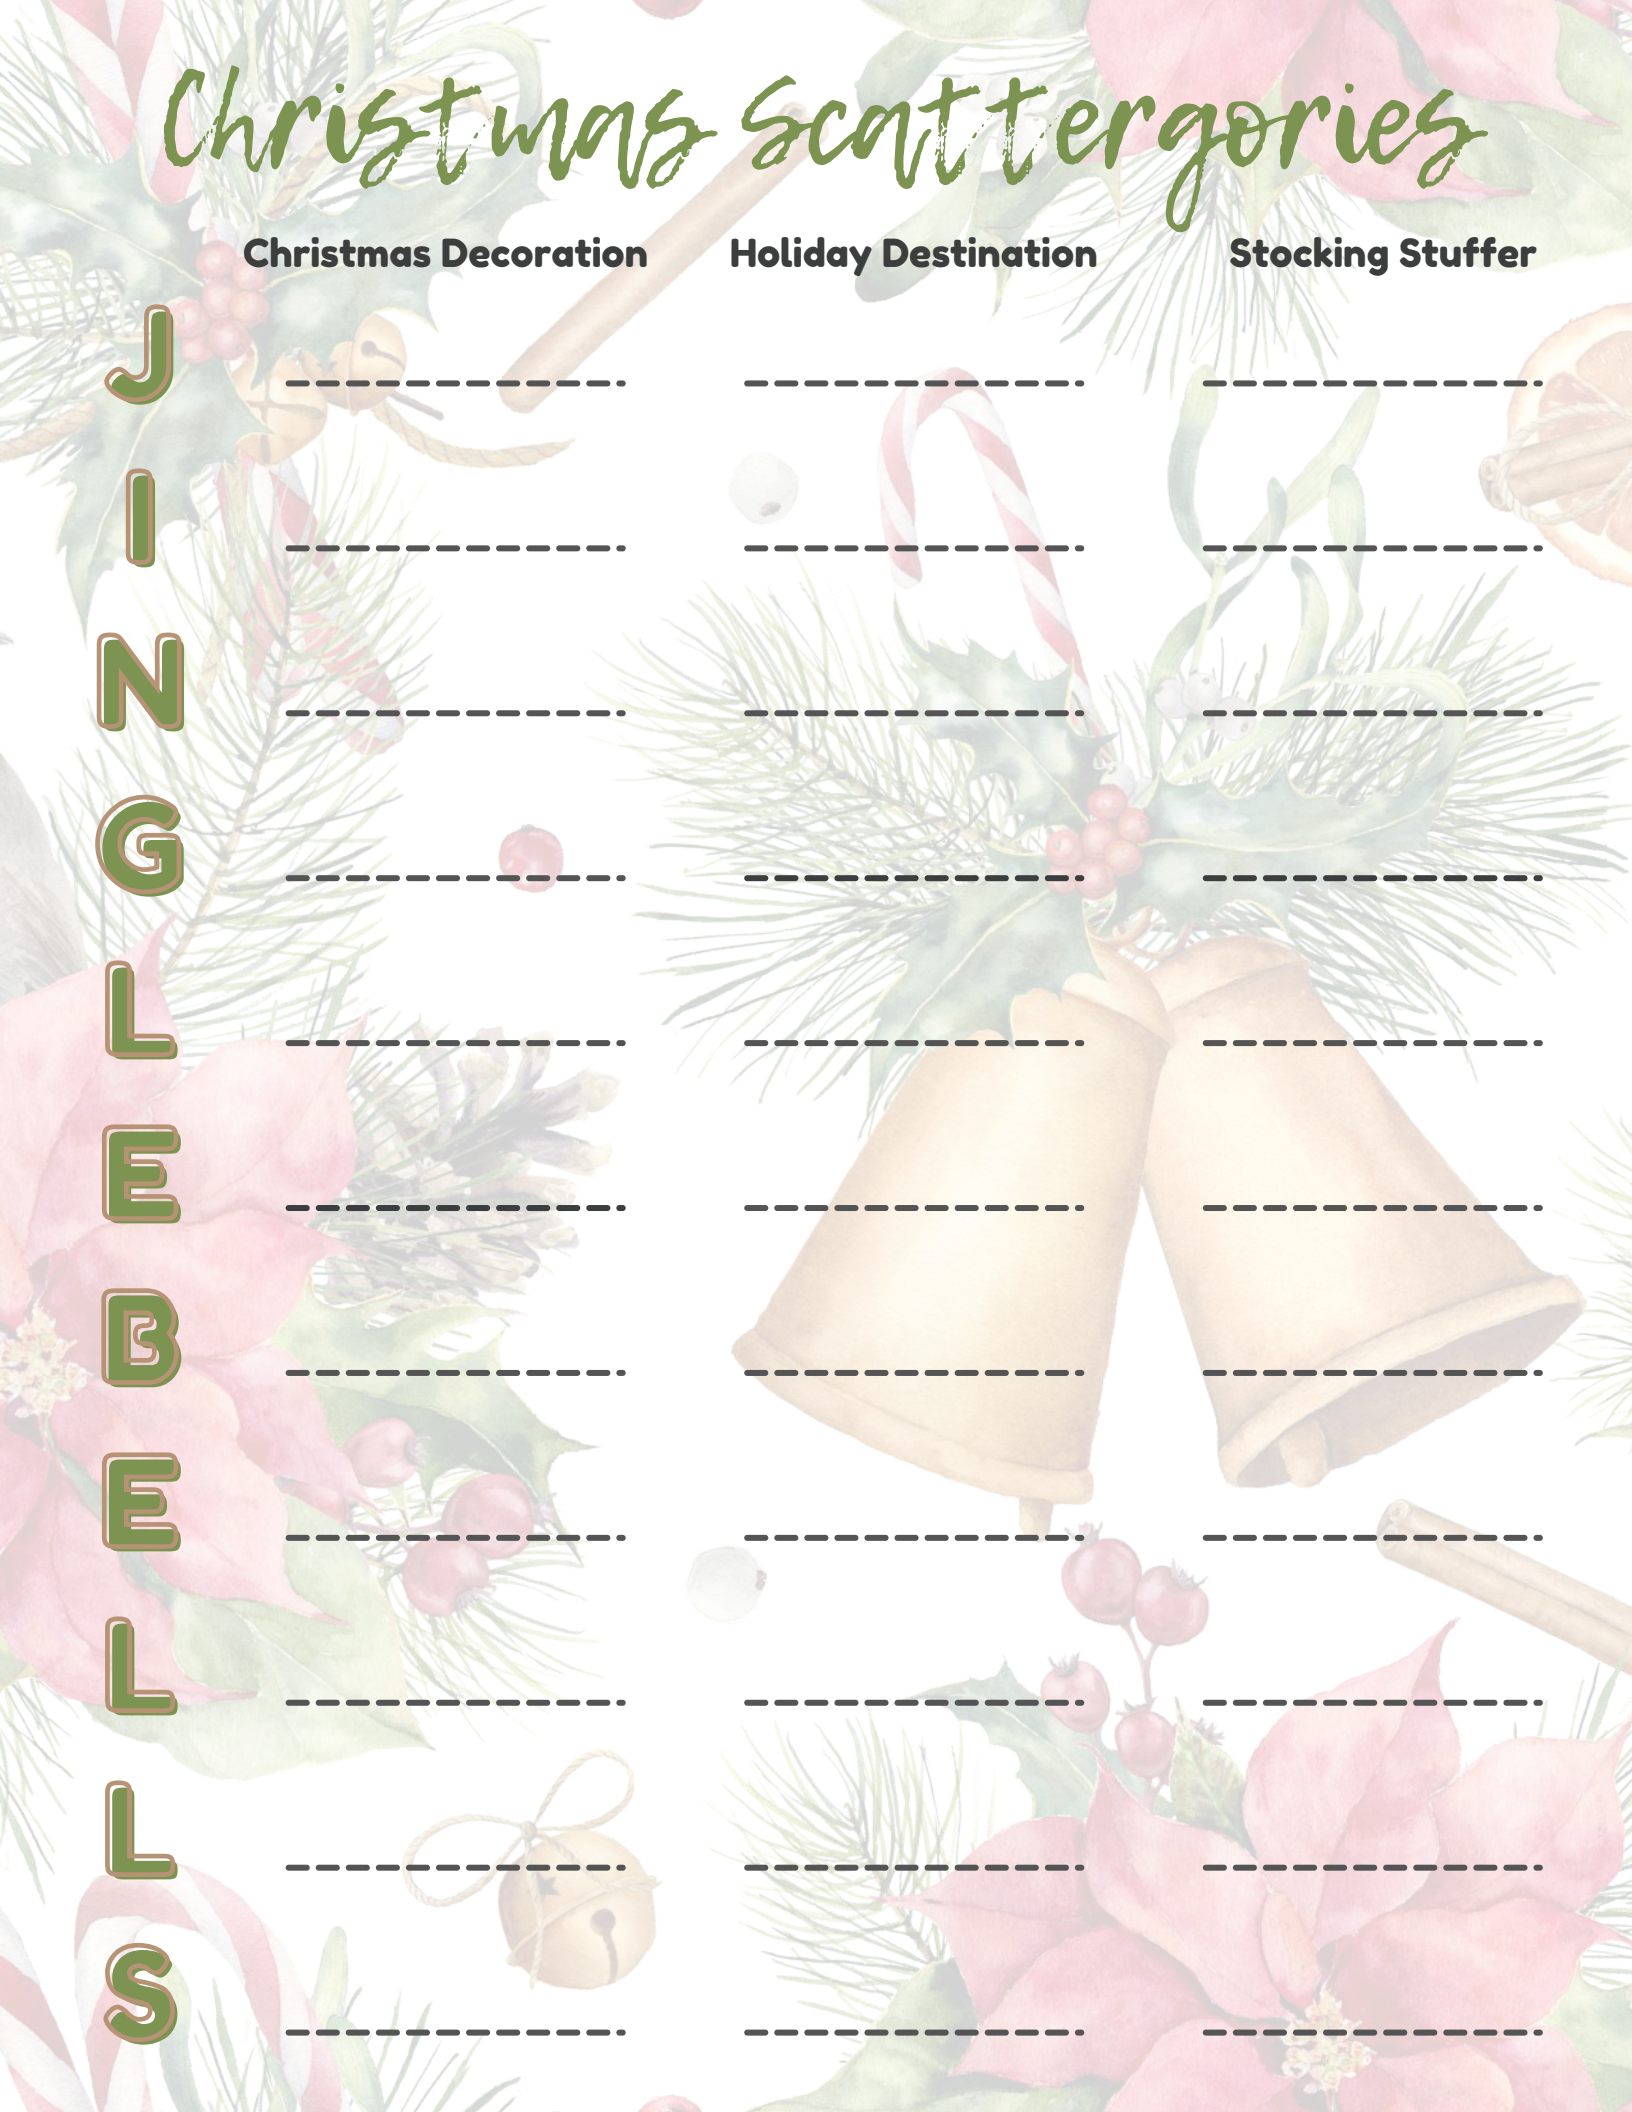 Christmas Scattergories
Christmas Decoration Holiday Destination Stocking Stuffer
J
I
N
G
L
E
B
E
L
L
S